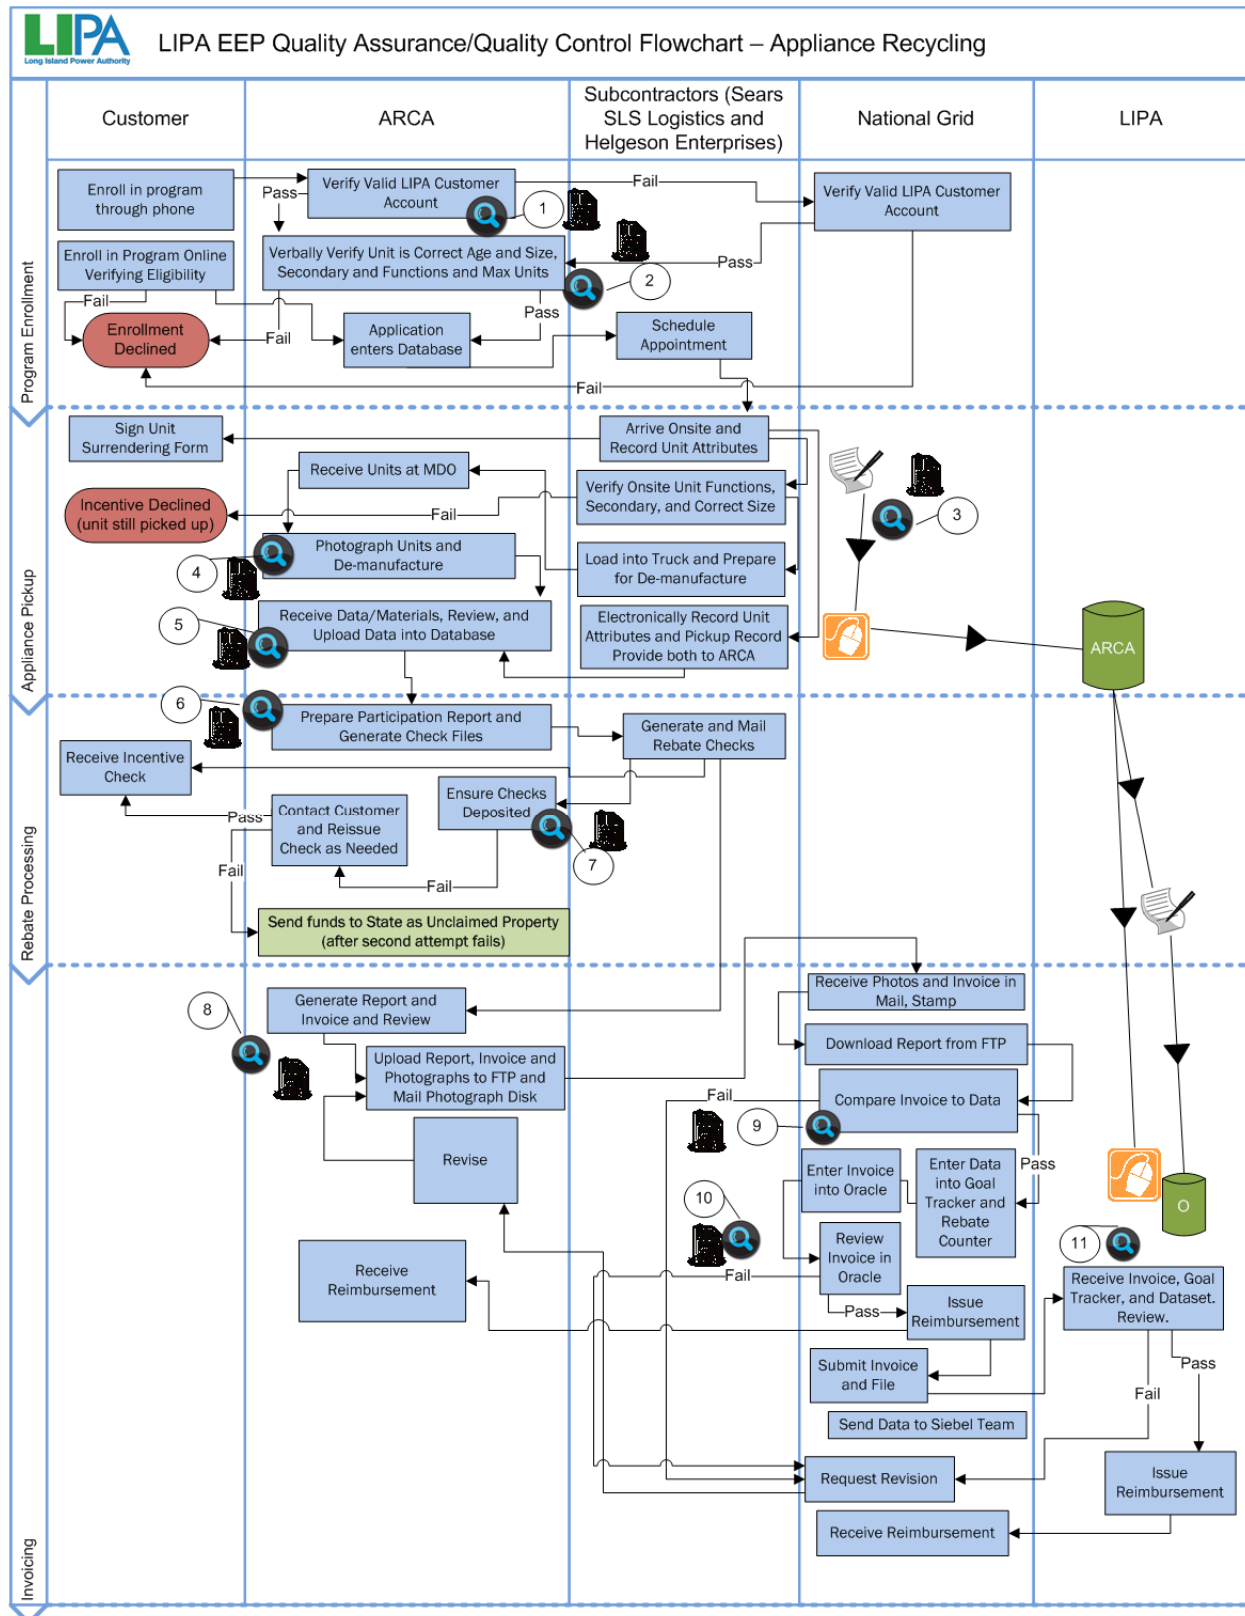 LIPA
Long Island Power Authority
LIPA EEP Quality Assurance/Quality Control Flowchart – Appliance Recycling
Customer
ARCA
Subcontractors (Sears
SLS Logistics and
Helgeson Enterprises)
National Grid
LIPA
Program Enrollment
Enroll in program
through phone
Pass
Verify Valid LIPA Customer
Account
1
Fail
Verify Valid LIPA Customer
Account
Enroll in Program Online
Verifying Eligibility
Verbally Verify Unit is Correct Age and Size,
Secondary and Functions and Max Units
2
Pass
Fail
Enrollment
Declined
Fail
Application
enters Database
Pass
Schedule
Appointment
Fail
Appliance Pickup
Sign Unit
Surrendering Form
Arrive Onsite and
Record Unit Attributes
Receive Units at MDO
Incentive Declined
(unit still picked up)
Fail
Verify Onsite Unit Functions,
Secondary, and Correct Size
3
4
Photograph Units and
De-manufacture
Load into Truck and Prepare
for De-manufacture
5
Receive Data/Materials, Review, and
Upload Data into Database
Electronically Record Unit
Attributes and Pickup Record
Provide both to ARCA
ARCA
Rebate Processing
6
Prepare Participation Report and
Generate Check Files
Generate and Mail
Rebate Checks
Receive Incentive
Check
Ensure Checks
Deposited
Pass
Contact Customer
and Reissue
Check as Needed
7
Fail
Fail
Send funds to State as Unclaimed Property
(after second attempt fails)
Invoicing
8
Generate Report and
Invoice and Review
Receive Photos and Invoice in
Mail, Stamp
Upload Report, Invoice and
Photographs to FTP and
Mail Photograph Disk
Download Report from FTP
Fail
9
Compare Invoice to Data
Revise
Pass
Enter Invoice
into Oracle
Enter Data
into Goal
Tracker and
Rebate
Counter
O
10
Review
Invoice in
Oracle
11
Receive
Reimbursement
Fail
Pass
Issue
Reimbursement
Receive Invoice, Goal
Tracker, and Dataset.
Review.
Submit Invoice
and File
Fail
Pass
Send Data to Siebel Team
Request Revision
Issue
Reimbursement
Receive Reimbursement